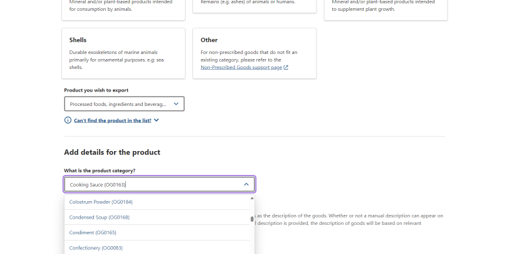 Mineral and/or plant-based products intended
for consumption by animals.
Remains (e.g. ashes) of animals or humans.
Mineral and/or plant-based products intended
to supplement plant growth.
Shells
Durable exoskeletons of marine animals
primarily for ornamental purposes. e.g: sea
shells.
Other
For non-prescribed goods that do not fit an
existing category, please refer to the
Non-Prescribed Goods support page
Product you wish to export
Processed foods, ingredients and beverag...
Can't find the product in the list?
Add details for the product
What is the product category?
Cooking Sauce (OG0163)
Colostrum Powder (OG0184)
Condensed Soup (OG0168)
as the description of the goods. Whether or not a manual description can appear on
Condiment (OG0165)
description is provided, the description of goods will be based on relevant
Confectionery (OG0083)